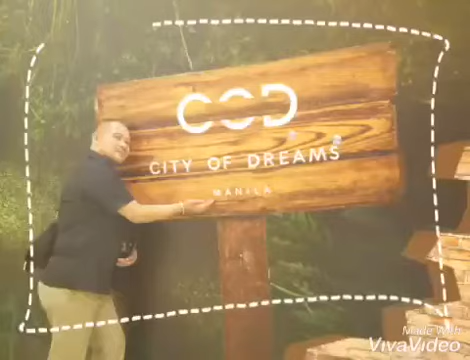 COD
CITY OF DREAMS
MANILA
Made With
VivaVideo